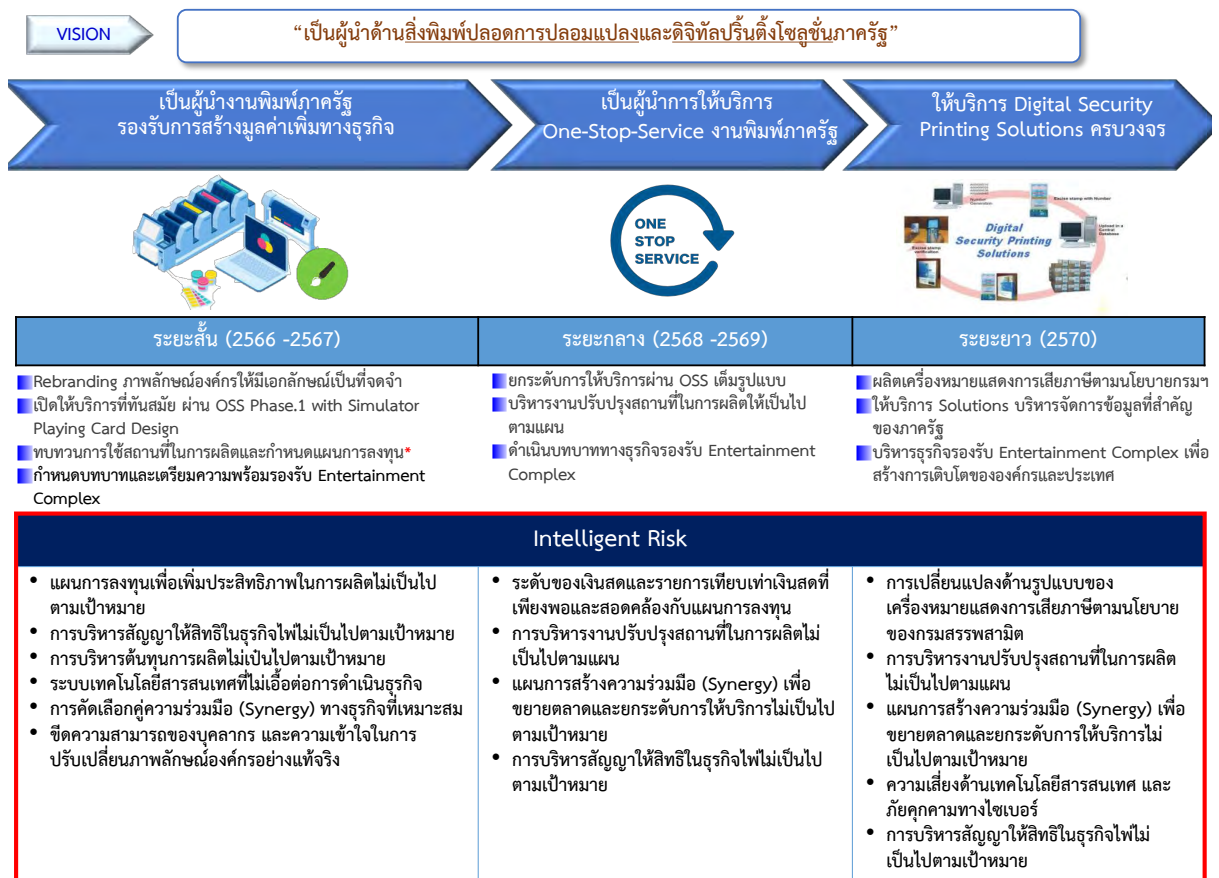 VISION
“เป็นผู้นำด้านสิ่งพิมพ์ปลอดการปลอมแปลงและดิจิทัลปริ้นติ้งโซลูชั่นภาครัฐ”
เป็นผู้นำงานพิมพ์ภาครัฐ
รองรับการสร้างมูลค่าเพิ่มทางธุรกิจ
เป็นผู้นำการให้บริการ
One-Stop-Service งานพิมพ์ภาครัฐ
ให้บริการ Digital Security
Printing Solutions ครบวงจร
ONE
STOP
SERVICE
Excise stamp with Number
Digital
Security Printing
Solutions
Upload in a
Central
Database
ระยะสั้น (2566 -2567)
ระยะกลาง (2568 -2569)
ระยะยาว (2570)
Rebranding ภาพลักษณ์องค์กรให้มีเอกลักษณ์เป็นที่จดจำ
เปิดให้บริการที่ทันสมัย ผ่าน OSS Phase.1 with Simulator
Playing Card Design
ทบทวนการใช้สถานที่ในการผลิตและกำหนดแผนการลงทุน*
กำหนดบทบาทและเตรียมความพร้อมรองรับ Entertainment
Complex
ยกระดับการให้บริการผ่าน OSS เต็มรูปแบบ
บริหารงานปรับปรุงสถานที่ในการผลิตให้เป็นไป
ตามแผน
ดำเนินบทบาททางธุรกิจรองรับ Entertainment
Complex
ผลิตเครื่องหมายแสดงการเสียภาษีตามนโยบายกรมฯ
ให้บริการ Solutions บริหารจัดการข้อมูลที่สำคัญ
ของภาครัฐ
บริหารธุรกิจรองรับ Entertainment Complex เพื่อ
สร้างการเติบโตขององค์กรและประเทศ
Intelligent Risk
• แผนการลงทุนเพื่อเพิ่มประสิทธิภาพในการผลิตไม่เป็นไป
ตามเป้าหมาย
• การบริหารสัญญาให้สิทธิในธุรกิจไพ่ไม่เป็นไปตามเป้าหมาย
• การบริหารต้นทุนการผลิตไม่เป็นไปตามเป้าหมาย
• ระบบเทคโนโลยีสารสนเทศที่ไม่เอื้อต่อการดำเนินธุรกิจ
• การคัดเลือกคู่ความร่วมมือ (Synergy) ทางธุรกิจที่เหมาะสม
• ขีดความสามารถของบุคลากร และความเข้าใจในการ
ปรับเปลี่ยนภาพลักษณ์องค์กรอย่างแท้จริง
• ระดับของเงินสดและรายการเทียบเท่าเงินสดที่
เพียงพอและสอดคล้องกับแผนการลงทุน
• การบริหารงานปรับปรุงสถานที่ในการผลิตไม่
เป็นไปตามแผน
• แผนการสร้างความร่วมมือ (Synergy) เพื่อ
ขยายตลาดและยกระดับการให้บริการไม่เป็นไป
ตามเป้าหมาย
• การบริหารสัญญาให้สิทธิในธุรกิจไพ่ไม่เป็นไป
ตามเป้าหมาย
• การเปลี่ยนแปลงด้านรูปแบบของ
เครื่องหมายแสดงการเสียภาษีตามนโยบาย
ของกรมสรรพสามิต
• การบริหารงานปรับปรุงสถานที่ในการผลิต
ไม่เป็นไปตามแผน
• แผนการสร้างความร่วมมือ (Synergy) เพื่อ
ขยายตลาดและยกระดับการให้บริการไม่
เป็นไปตามเป้าหมาย
• ความเสี่ยงด้านเทคโนโลยีสารสนเทศ และ
ภัยคุกคามทางไซเบอร์
• การบริหารสัญญาให้สิทธิในธุรกิจไพ่ไม่
เป็นไปตามเป้าหมาย